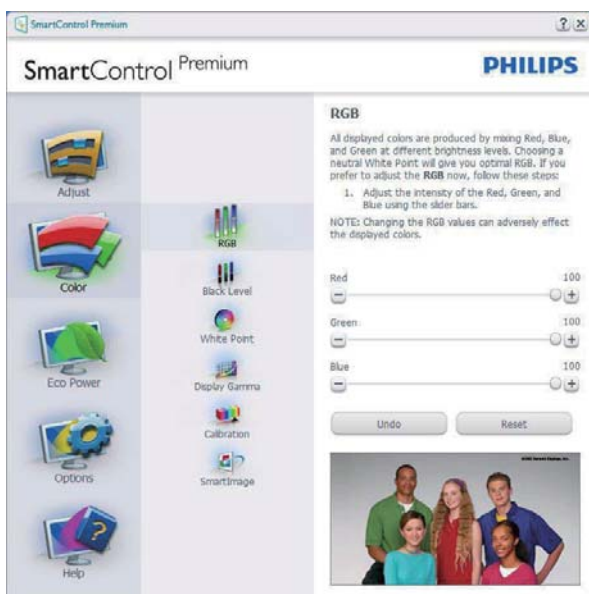 SmartControl Premium
? x
SmartControl Premium
PHILIPS
Adjust
Color
Eco Power
Options
Help
RGB
Black Level
White Point
Display Gamma
Calibration
SmartImage
RGB
All displayed colors are produced by mixing Red, Blue,
and Green at different brightness levels. Choosing a
neutral White Point will give you optimal RGB. If you
prefer to adjust the RGB now, follow these steps:
1. Adjust the intensity of the Red, Green, and
Blue using the slider bars.
NOTE: Changing the RGB values can adversely effect
the displayed colors.
Red 100
Green 100
Blue 100
Undo Reset